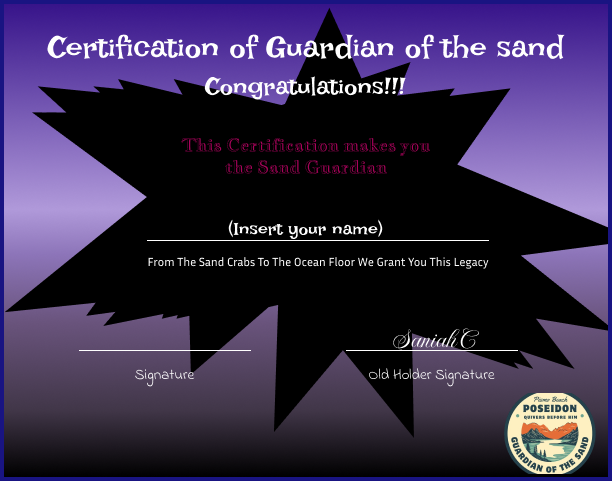 Certification of Guardian of the sand
Congratulations!!!
This Certification makes you
the Sand Guardian
(Insert your name)
From The Sand Crabs To The Ocean Floor We Grant You This Legacy
Saniah C
Signature
Old Holder Signature
Palm Beach
POSEIDON
QUIVERS BEFORE HIM
GUARDIAN OF THE SAND